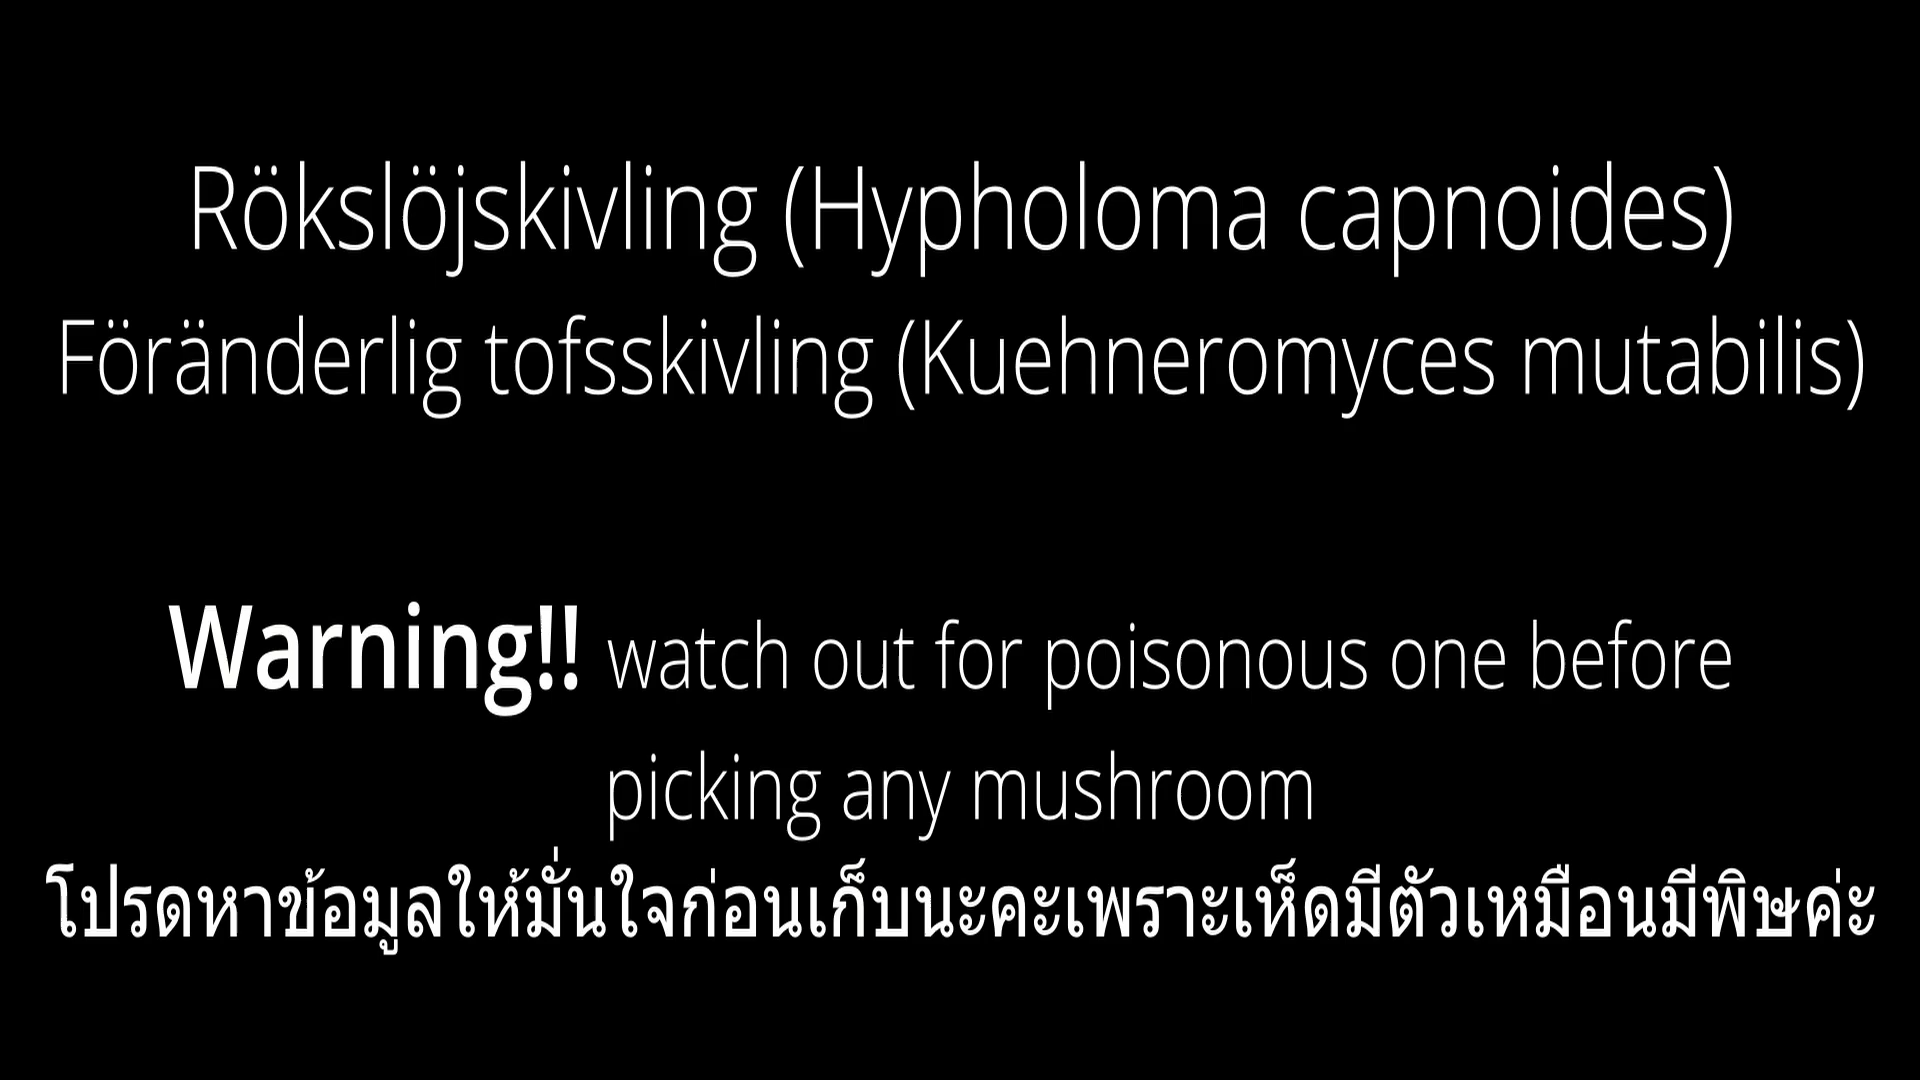 Rökslöjskivling (Hypholoma capnoides)
Föränderlig tofsskivling (Kuehneromyces mutabilis)
Warning!! watch out for poisonous one before
picking any mushroom
โปรดหาข้อมูลให้มั่นใจก่อนเก็บนะคะเพราะเห็ดมีตัวเหมือนมีพิษค่ะ